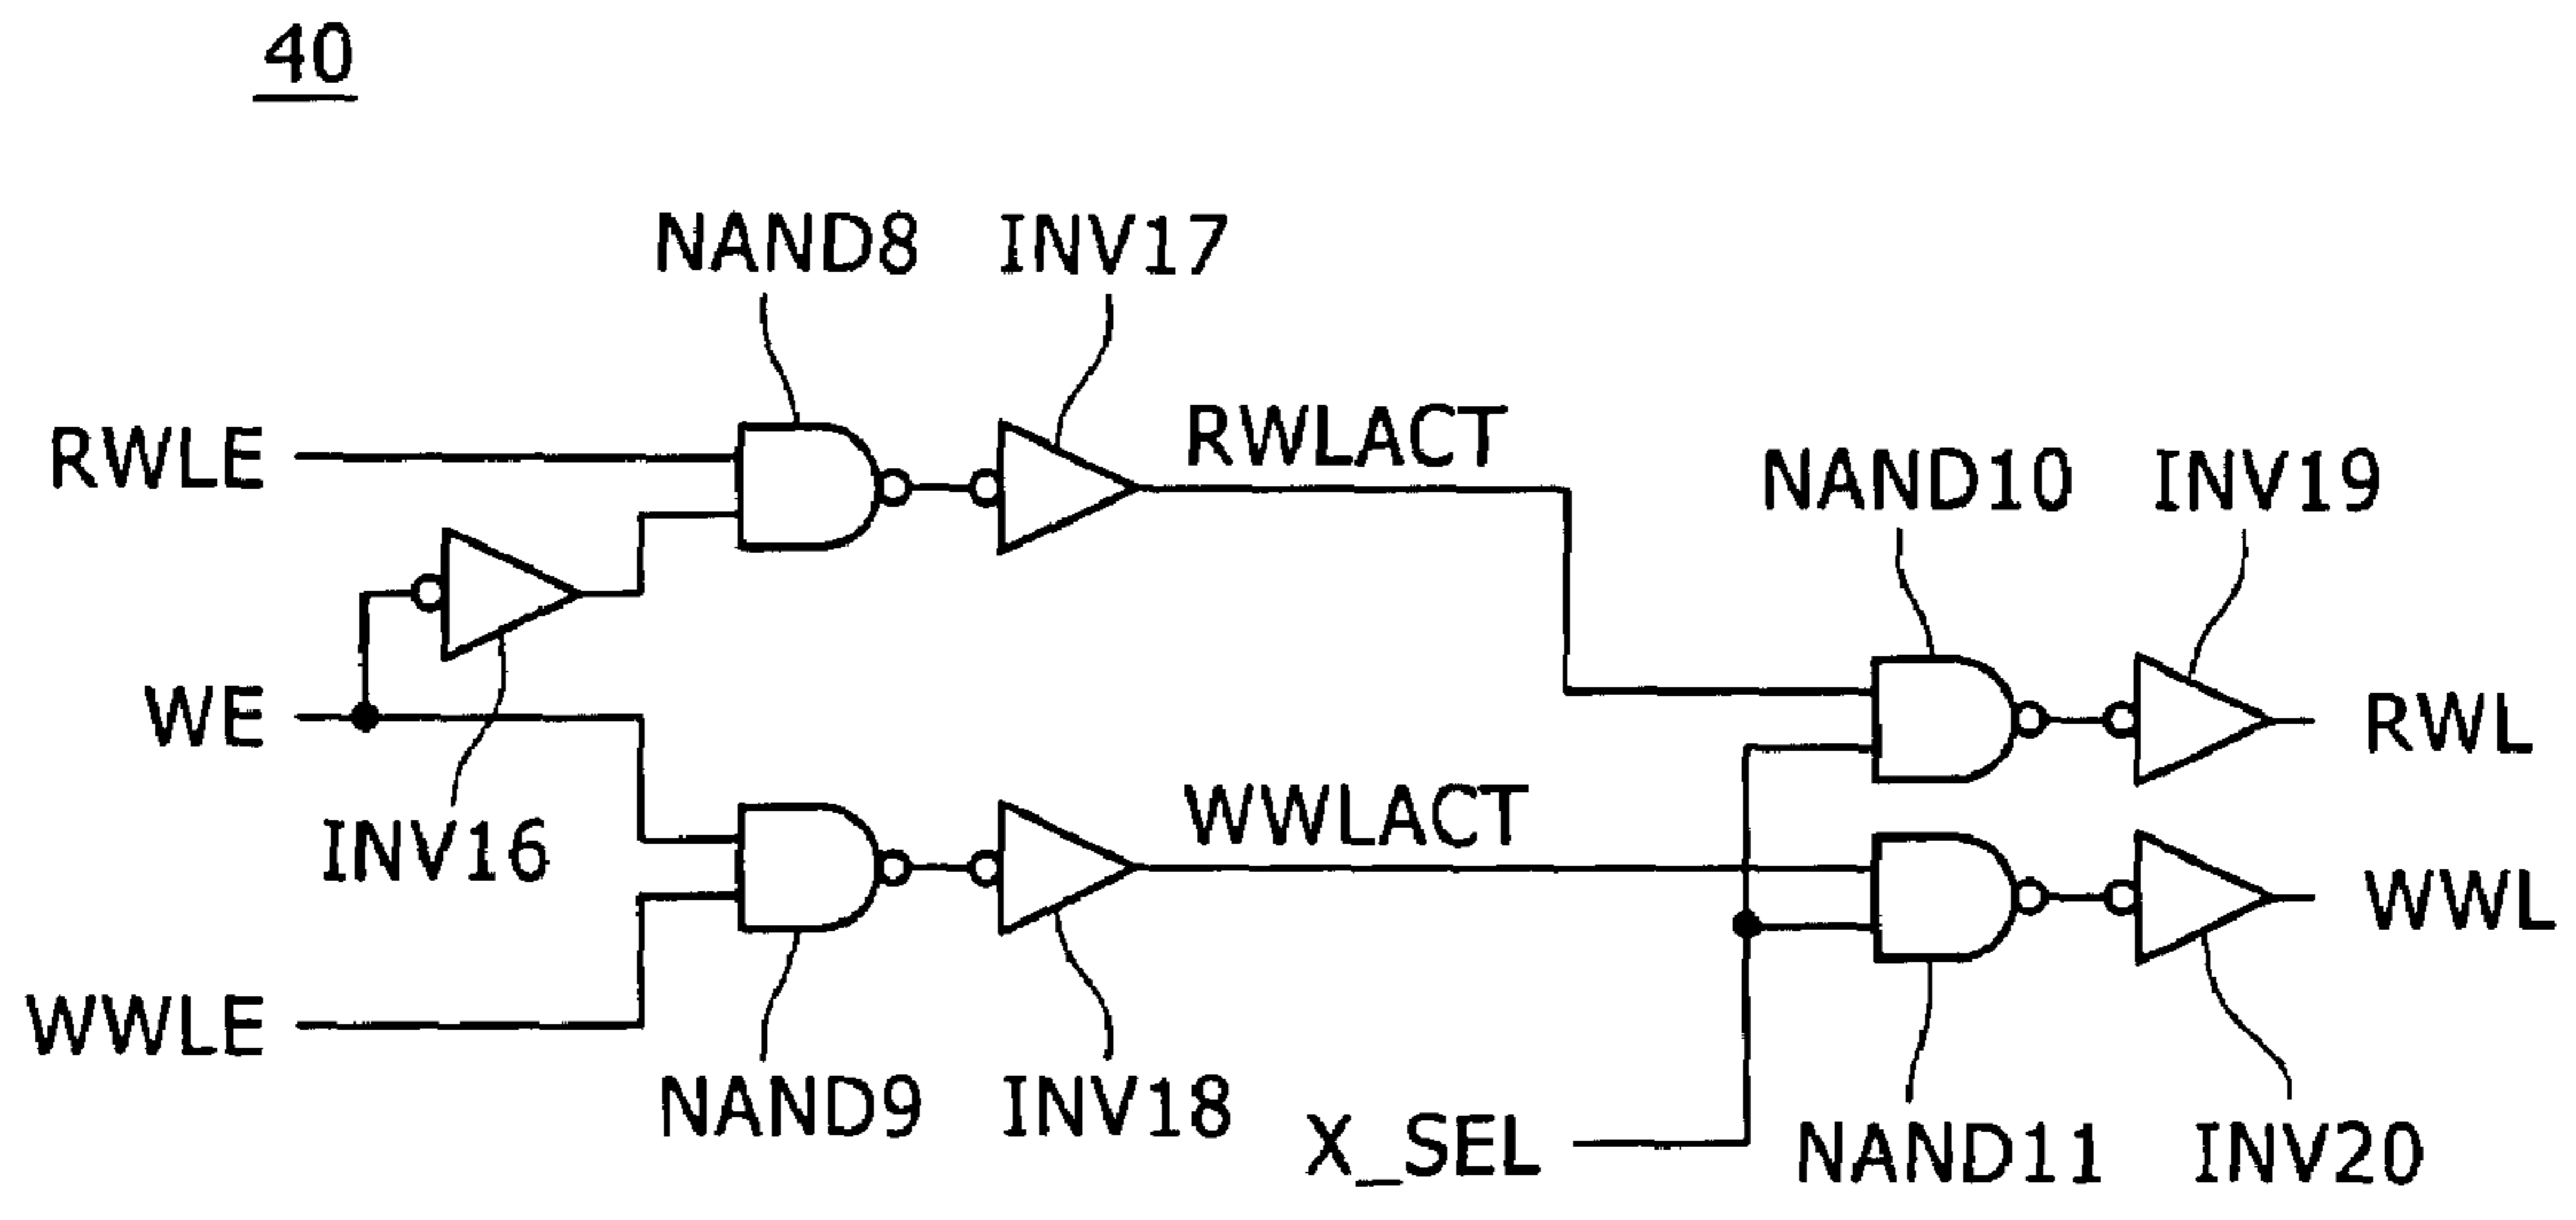 40
NAND8
INV17
RWLE
RWLACT
NAND10
INV19
WE
RWL
INV16
WWLACT
WWL
WWLE
NAND9
INV18
X_SEL
NAND11
INV20